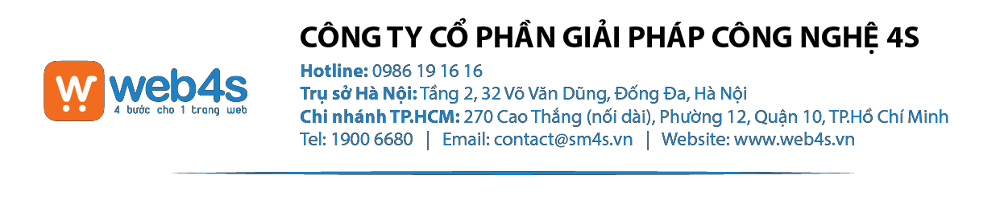 CÔNG TY CỔ PHẦN GIẢI PHÁP CÔNG NGHỆ 4S
Hotline: 0986 19 16 16
Trụ sở Hà Nội: Tầng 2, 32 Võ Văn Dũng, Đống Đa, Hà Nội
Chi nhánh TP.HCM: 270 Cao Thắng (nối dài), Phường 12, Quận 10, TP.Hồ Chí Minh
Tel: 1900 6680 | Email: contact@sm4s.vn | Website: www.web4s.vn
w web4s
4 bước cho 1 trang web